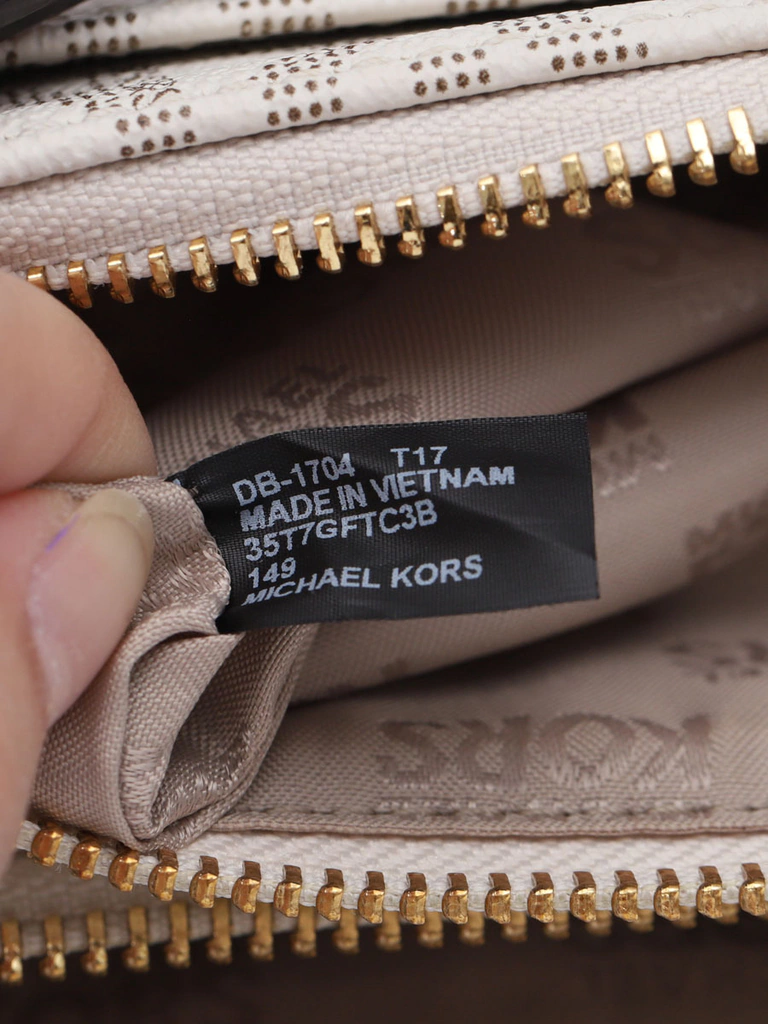 DB-1704 T17
MADE IN VIETNAM
35T7GFTC3B
149
MICHAEL KORS
KORS